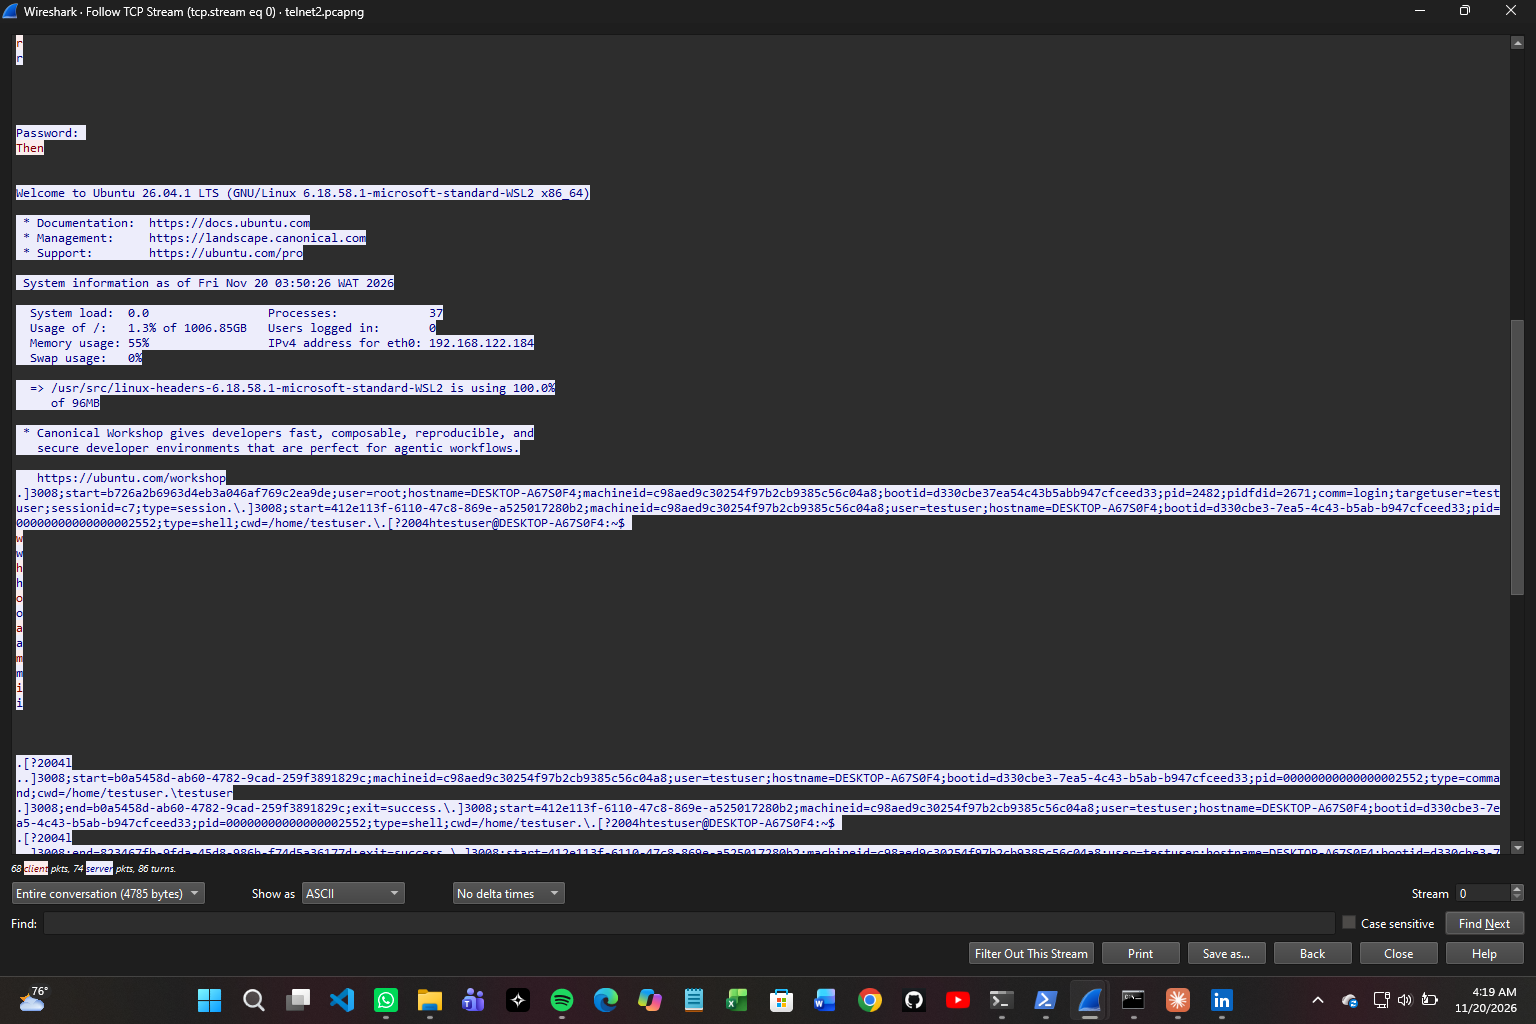 Wireshark · Follow TCP Stream (tcp.stream eq 0) · telnet2.pcapng
r
r
Password:
Then
Welcome to Ubuntu 26.04.1 LTS (GNU/Linux 6.18.58.1-microsoft-standard-WSL2 x86_64)
* Documentation:  https://docs.ubuntu.com
* Management:     https://landscape.canonical.com
* Support:        https://ubuntu.com/pro
System information as of Fri Nov 20 03:50:26 WAT 2026
System load:  0.0                 Processes:             37
Usage of /:   1.3% of 1006.85GB   Users logged in:       0
Memory usage: 55%                 IPv4 address for eth0: 192.168.122.184
Swap usage:   0%
=> /usr/src/linux-headers-6.18.58.1-microsoft-standard-WSL2 is using 100.0%
of 96MB
* Canonical Workshop gives developers fast, composable, reproducible, and
secure developer environments that are perfect for agentic workflows.
https://ubuntu.com/workshop
.]3008;start=b726a2b6963d4eb3a046af769c2ea9de;user=root;hostname=DESKTOP-A67S0F4;machineid=c98aed9c30254f97b2cb9385c56c04a8;bootid=d330cbe37ea54c43b5abb947cfceed33;pid=2482;pidfdid=2671;comm=login;targetuser=test
user;sessionid=c7;type=session.\.]3008;start=412e113f-6110-47c8-869e-a525017280b2;machineid=c98aed9c30254f97b2cb9385c56c04a8;user=testuser;hostname=DESKTOP-A67S0F4;bootid=d330cbe3-7ea5-4c43-b5ab-b947cfceed33;pid=
00000000000000002552;type=shell;cwd=/home/testuser.\.[?2004htestuser@DESKTOP-A67S0F4:~$
w
w
h
h
o
o
a
a
m
m
i
i
.[?2004l
..]3008;start=b0a5458d-ab60-4782-9cad-259f3891829c;machineid=c98aed9c30254f97b2cb9385c56c04a8;user=testuser;hostname=DESKTOP-A67S0F4;bootid=d330cbe3-7ea5-4c43-b5ab-b947cfceed33;pid=00000000000000002552;type=comma
nd;cwd=/home/testuser.\testuser
.]3008;end=b0a5458d-ab60-4782-9cad-259f3891829c;exit=success.\.]3008;start=412e113f-6110-47c8-869e-a525017280b2;machineid=c98aed9c30254f97b2cb9385c56c04a8;user=testuser;hostname=DESKTOP-A67S0F4;bootid=d330cbe3-7e
a5-4c43-b5ab-b947cfceed33;pid=00000000000000002552;type=shell;cwd=/home/testuser.\.[?2004htestuser@DESKTOP-A67S0F4:~$
.[?2004l
68 client pkts, 74 server pkts, 86 turns.
Entire conversation (4785 bytes) Show as ASCII No delta times Stream 0
Find: Case sensitive Find Next
Filter Out This Stream Print Save as... Back Close Help
76°
4:19 AM
11/20/2026